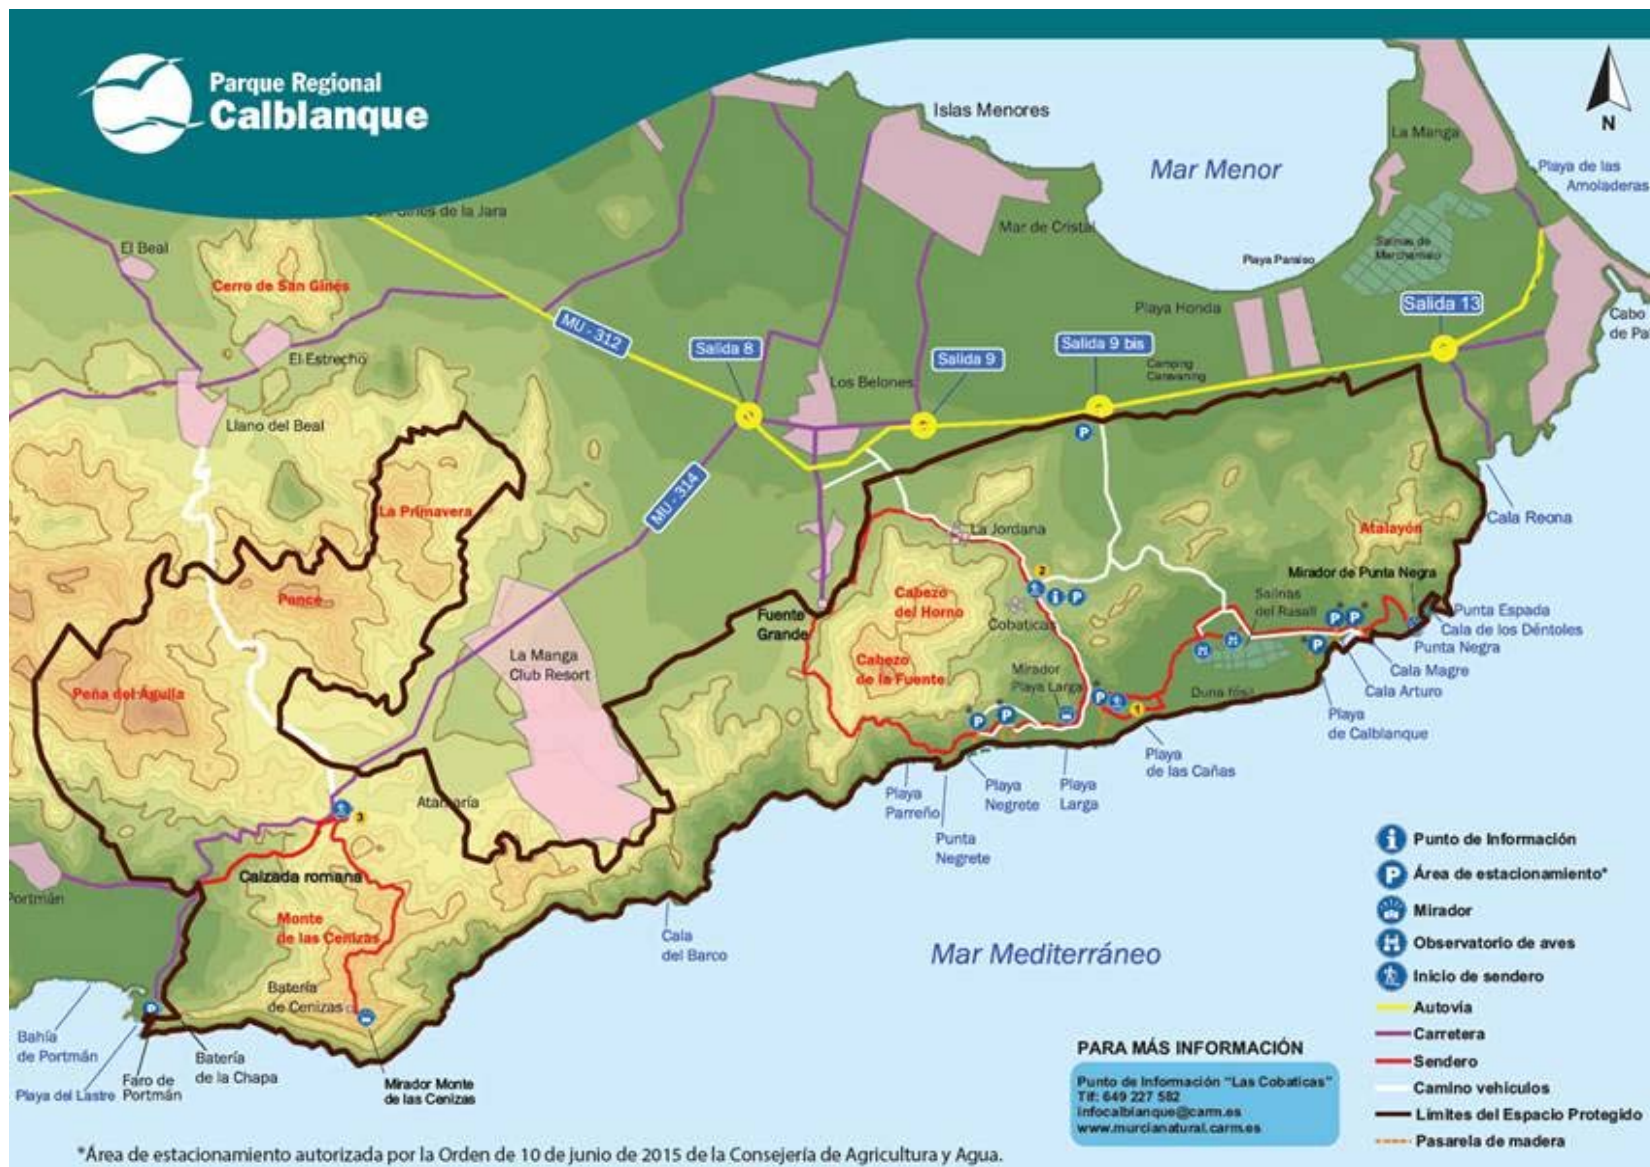 Parque Regional
Calblanque
Islas Menores
Mar Menor
La Manga
N
Playa de las
Amoladeras
Ginés de la Jara
El Beal
Cerro de San Ginés
Mar de Cristal
Salinas de
Marchamalo
Playa Paraiso
Playa Honda
Salida 13
Cabo
de Pa
MU - 312
Salida 8
Salida 9 bis
Salida 9
El Estrecho
Los Belones
Camping
Caravaning
Llano del Beal
MU - 314
La Primavera
Cala Reona
La Jordana
Atalayón
Ponce
2
Mirador de Punta Negra
Cabezo
del Horno
Salinas
del Rasall
Fuente
Grande
Cobaticas
Punta Espada
Cala de los Déntoles
Punta Negra
La Manga
Club Resort
Cabezo
de la Fuente
Mirador
Playa Larga
Cala Magre
Peña del Águila
Duna fósil
Cala Arturo
1
Playa
de Calblanque
Playa
de las Cañas
Playa
Parreño
Playa
Negrete
Playa
Larga
Atamaría
3
Punta
Negrete
Punto de Información
Calzada romana
Área de estacionamiento*
Portmán
Mirador
Monte
de las Cenizas
Cala
del Barco
Mar Mediterráneo
Observatorio de aves
Inicio de sendero
Batería
de Cenizas
Autovía
Bahía
de Portmán
Carretera
Batería
de la Chapa
PARA MÁS INFORMACIÓN
Sendero
Playa del Lastre
Faro de
Portmán
Mirador Monte
de las Cenizas
Punto de Información "Las Cobaticas"
Tlf: 649 227 582
infocalblanque@carm.es
www.murcianatural.carm.es
Camino vehículos
Límites del Espacio Protegido
Pasarela de madera
*Área de estacionamiento autorizada por la Orden de 10 de junio de 2015 de la Consejería de Agricultura y Agua.